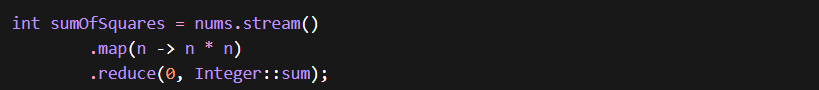 int sumOfSquares = nums.stream()
        .map(n -> n * n)
        .reduce(0, Integer::sum);